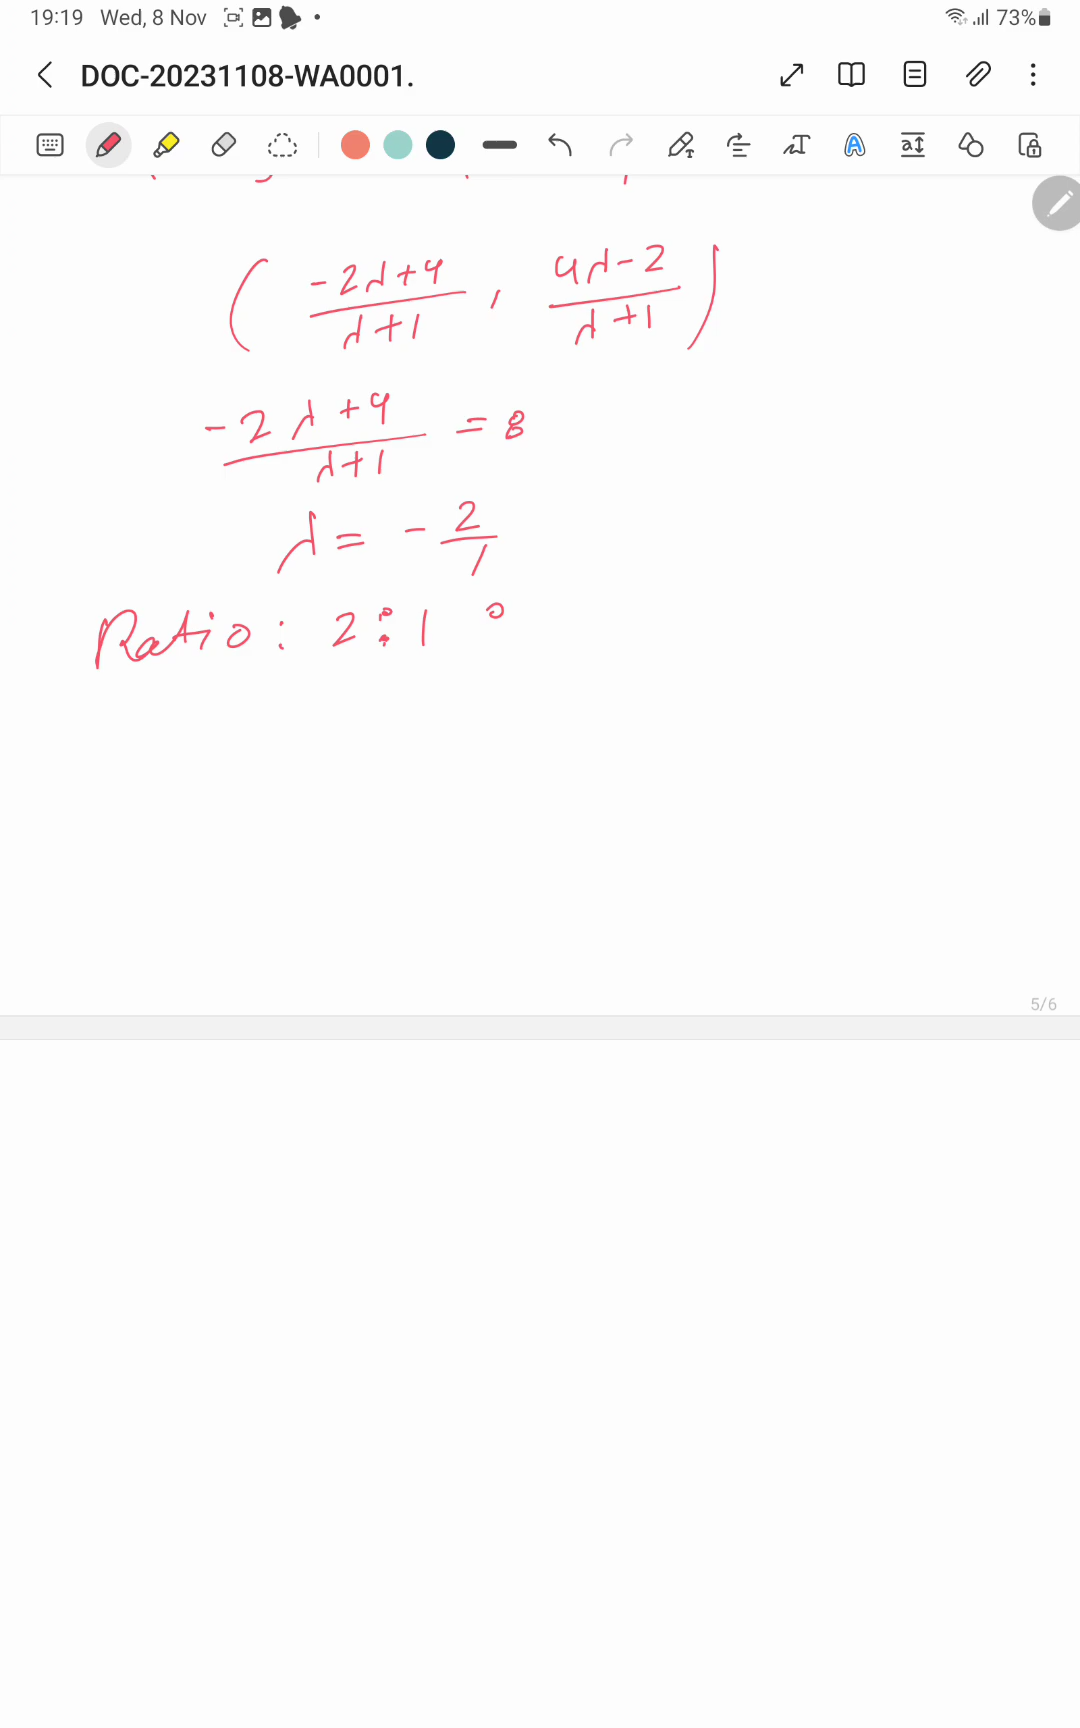 19:19 Wed, 8 Nov 73%
DOC-20231108-WA0001.
( (-2λ+4)/(λ+1) , (4λ-2)/(λ+1) )
(-2λ+4)/(λ+1) = 8
λ = - 2/1
Ratio : 2:1
5/6